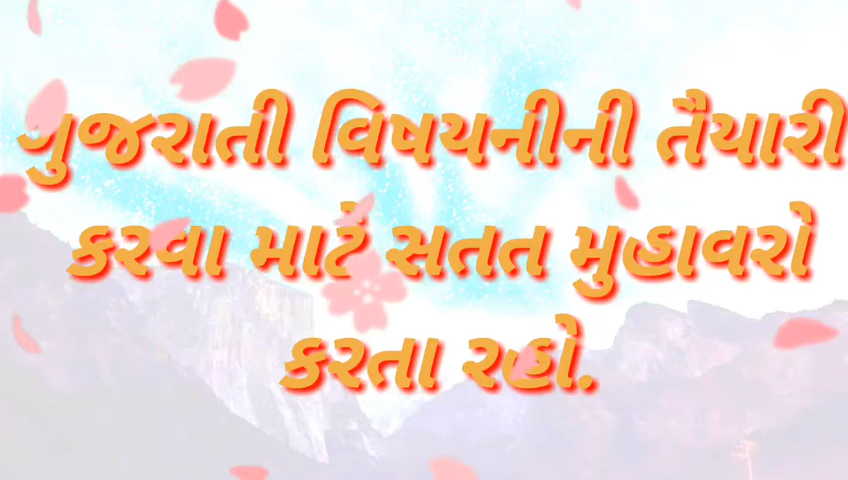 ગુજરાતી વિષયનીની તૈયારી
કરવા માટે સતત મુહાવરો
કરતા રહો.